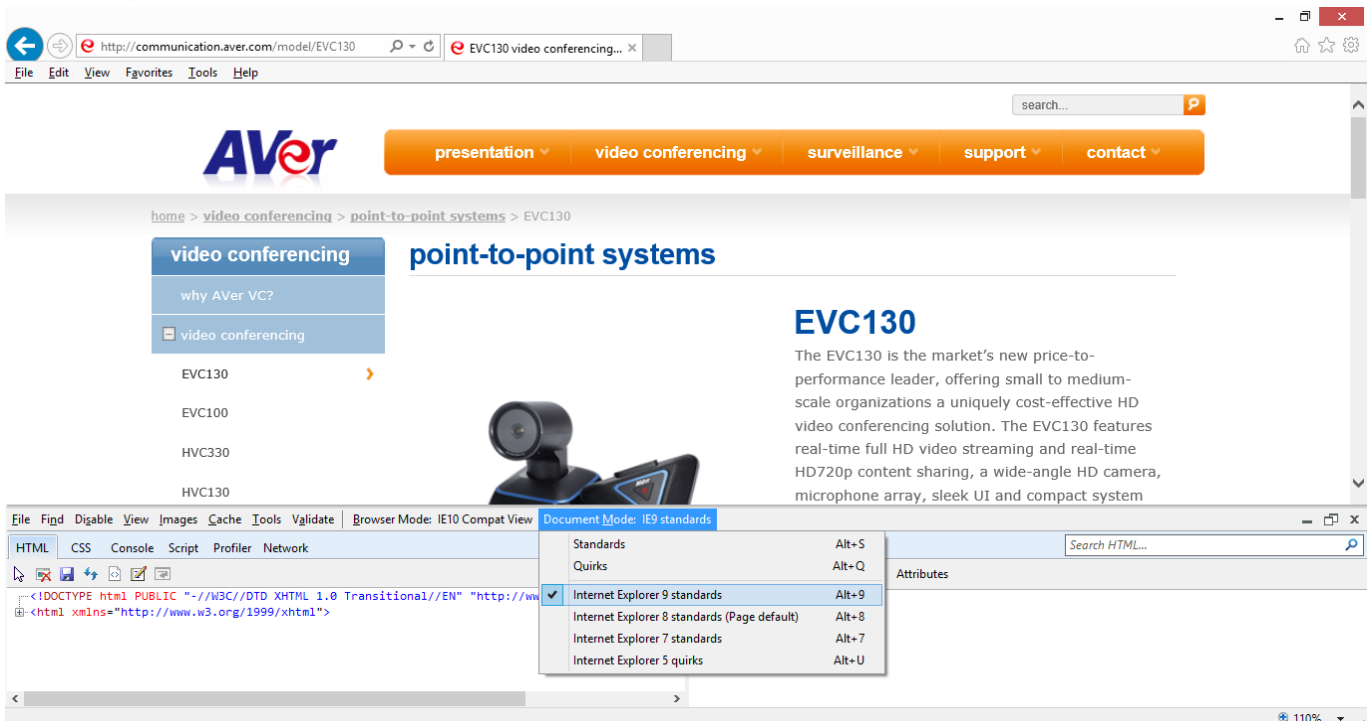 http://communication.aver.com/model/EVC130
EVC130 video conferencing...
File Edit View Favorites Tools Help
search...
AVer
presentation video conferencing surveillance support contact
home > video conferencing > point-to-point systems > EVC130
video conferencing
why AVer VC?
video conferencing
EVC130
EVC100
HVC330
HVC130
point-to-point systems
EVC130
The EVC130 is the market's new price-to-
performance leader, offering small to medium-
scale organizations a uniquely cost-effective HD
video conferencing solution. The EVC130 features
real-time full HD video streaming and real-time
HD720p content sharing, a wide-angle HD camera,
microphone array, sleek UI and compact system
File Find Disable View Images Cache Tools Validate Browser Mode: IE10 Compat View Document Mode: IE9 standards
HTML CSS Console Script Profiler Network
Search HTML...
Attributes
<!DOCTYPE html PUBLIC "-//W3C//DTD XHTML 1.0 Transitional//EN" "http://ww
<html xmlns="http://www.w3.org/1999/xhtml">
Standards Alt+S
Quirks Alt+Q
Internet Explorer 9 standards Alt+9
Internet Explorer 8 standards (Page default) Alt+8
Internet Explorer 7 standards Alt+7
Internet Explorer 5 quirks Alt+U
110%